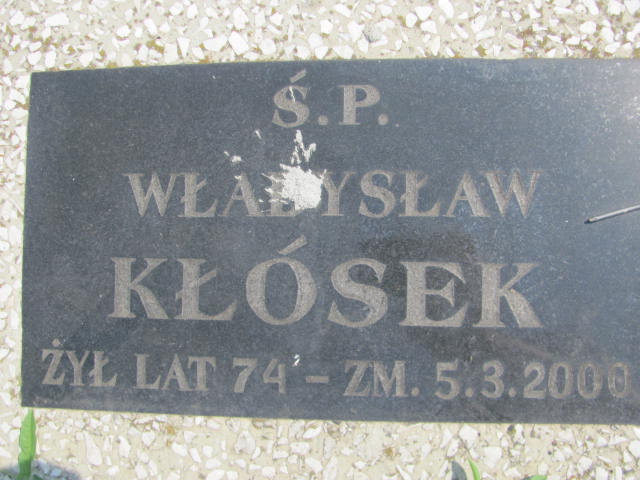 Ś.P.
WŁADYSŁAW
KŁÓSEK
ŻYŁ LAT 74 - ZM. 5.3.2000